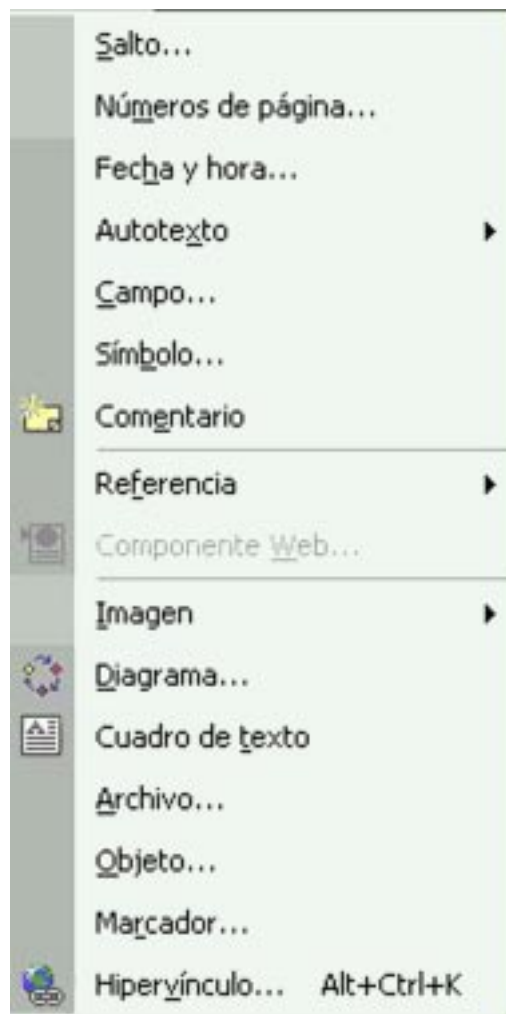 Salto...
Números de página...
Fecha y hora...
Autotexto
Campo...
Símbolo...
Comentario
Referencia
Componente Web...
Imagen
Diagrama...
Cuadro de texto
Archivo...
Objeto...
Marcador...
Hipervínculo... Alt+Ctrl+K